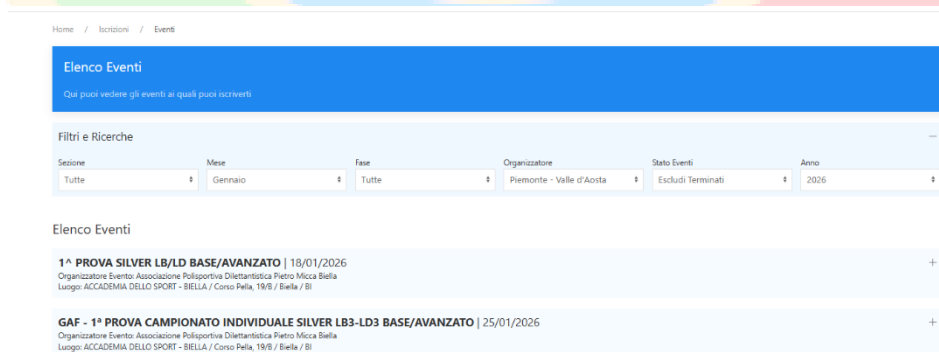 Home / Iscrizioni / Eventi
Elenco Eventi
Qui puoi vedere gli eventi ai quali puoi iscriverti
Filtri e Ricerche
Sezione Mese Fase Organizzatore Stato Eventi Anno
Tutte Gennaio Tutte Piemonte - Valle d'Aosta Escludi Terminati 2026
Elenco Eventi
1^ PROVA SILVER LB/LD BASE/AVANZATO | 18/01/2026
Organizzatore Evento: Associazione Polisportiva Dilettantistica Pietro Micca Biella
Luogo: ACCADEMIA DELLO SPORT - BIELLA / Corso Pella, 19/B / Biella / BI
GAF - 1ª PROVA CAMPIONATO INDIVIDUALE SILVER LB3-LD3 BASE/AVANZATO | 25/01/2026
Organizzatore Evento: Associazione Polisportiva Dilettantistica Pietro Micca Biella
Luogo: ACCADEMIA DELLO SPORT - BIELLA / Corso Pella, 19/B / Biella / BI